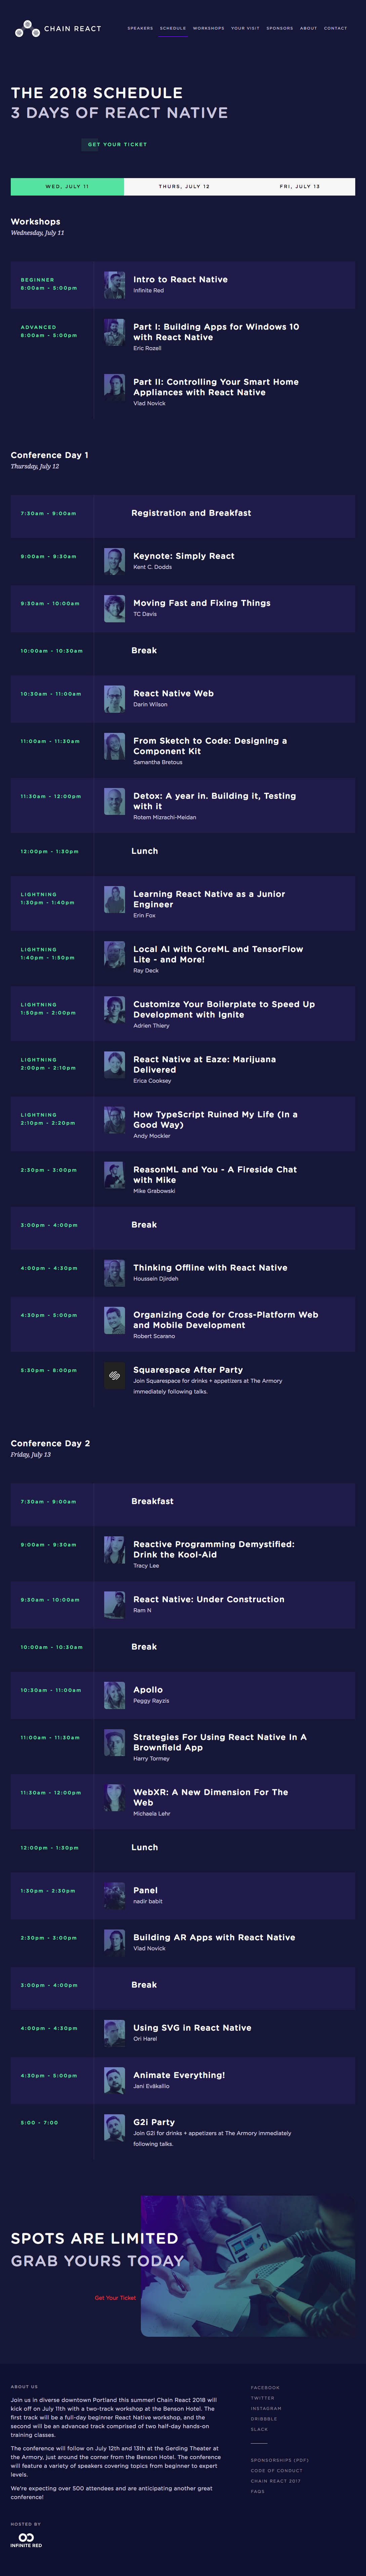 CHAIN REACT
SPEAKERS SCHEDULE WORKSHOPS YOUR VISIT SPONSORS ABOUT CONTACT
THE 2018 SCHEDULE
3 DAYS OF REACT NATIVE
GET YOUR TICKET
WED, JULY 11 THURS, JULY 12 FRI, JULY 13
Workshops
Wednesday, July 11
BEGINNER
8:00am - 5:00pm
Intro to React Native
Infinite Red
ADVANCED
8:00am - 5:00pm
Part I: Building Apps for Windows 10
with React Native
Eric Rozell
Part II: Controlling Your Smart Home
Appliances with React Native
Vlad Novick
Conference Day 1
Thursday, July 12
7:30am - 9:00am
Registration and Breakfast
9:00am - 9:30am
Keynote: Simply React
Kent C. Dodds
9:30am - 10:00am
Moving Fast and Fixing Things
TC Davis
10:00am - 10:30am
Break
10:30am - 11:00am
React Native Web
Darin Wilson
11:00am - 11:30am
From Sketch to Code: Designing a
Component Kit
Samantha Bretous
11:30am - 12:00pm
Detox: A year in. Building it, Testing
with it
Rotem Mizrachi-Meidan
12:00pm - 1:30pm
Lunch
LIGHTNING
1:30pm - 1:40pm
Learning React Native as a Junior
Engineer
Erin Fox
LIGHTNING
1:40pm - 1:50pm
Local AI with CoreML and TensorFlow
Lite - and More!
Ray Deck
LIGHTNING
1:50pm - 2:00pm
Customize Your Boilerplate to Speed Up
Development with Ignite
Adrien Thiery
LIGHTNING
2:00pm - 2:10pm
React Native at Eaze: Marijuana
Delivered
Erica Cooksey
LIGHTNING
2:10pm - 2:20pm
How TypeScript Ruined My Life (In a
Good Way)
Andy Mockler
2:30pm - 3:00pm
ReasonML and You - A Fireside Chat
with Mike
Mike Grabowski
3:00pm - 4:00pm
Break
4:00pm - 4:30pm
Thinking Offline with React Native
Houssein Djirdeh
4:30pm - 5:00pm
Organizing Code for Cross-Platform Web
and Mobile Development
Robert Scarano
5:30pm - 8:00pm
Squarespace After Party
Join Squarespace for drinks + appetizers at The Armory
immediately following talks.
Conference Day 2
Friday, July 13
7:30am - 9:00am
Breakfast
9:00am - 9:30am
Reactive Programming Demystified:
Drink the Kool-Aid
Tracy Lee
9:30am - 10:00am
React Native: Under Construction
Ram N
10:00am - 10:30am
Break
10:30am - 11:00am
Apollo
Peggy Rayzis
11:00am - 11:30am
Strategies For Using React Native In A
Brownfield App
Harry Tormey
11:30am - 12:00pm
WebXR: A New Dimension For The
Web
Michaela Lehr
12:00pm - 1:30pm
Lunch
1:30pm - 2:30pm
Panel
nadir babit
2:30pm - 3:00pm
Building AR Apps with React Native
Vlad Novick
3:00pm - 4:00pm
Break
4:00pm - 4:30pm
Using SVG in React Native
Ori Harel
4:30pm - 5:00pm
Animate Everything!
Jani Eväkallio
5:00 - 7:00
G2i Party
Join G2i for drinks + appetizers at The Armory immediately
following talks.
SPOTS ARE LIMITED
GRAB YOURS TODAY
Get Your Ticket
ABOUT US
Join us in diverse downtown Portland this summer! Chain React 2018 will
kick off on July 11th with a two-track workshop at the Benson Hotel. The
first track will be a full-day beginner React Native workshop, and the
second will be an advanced track comprised of two half-day hands-on
training classes.
The conference will follow on July 12th and 13th at the Gerding Theater at
the Armory, just around the corner from the Benson Hotel. The conference
will feature a variety of speakers covering topics from beginner to expert
levels.
We're expecting over 500 attendees and are anticipating another great
conference!
HOSTED BY
INFINITE RED
FACEBOOK
TWITTER
INSTAGRAM
DRIBBBLE
SLACK
SPONSORSHIPS (PDF)
CODE OF CONDUCT
CHAIN REACT 2017
FAQS